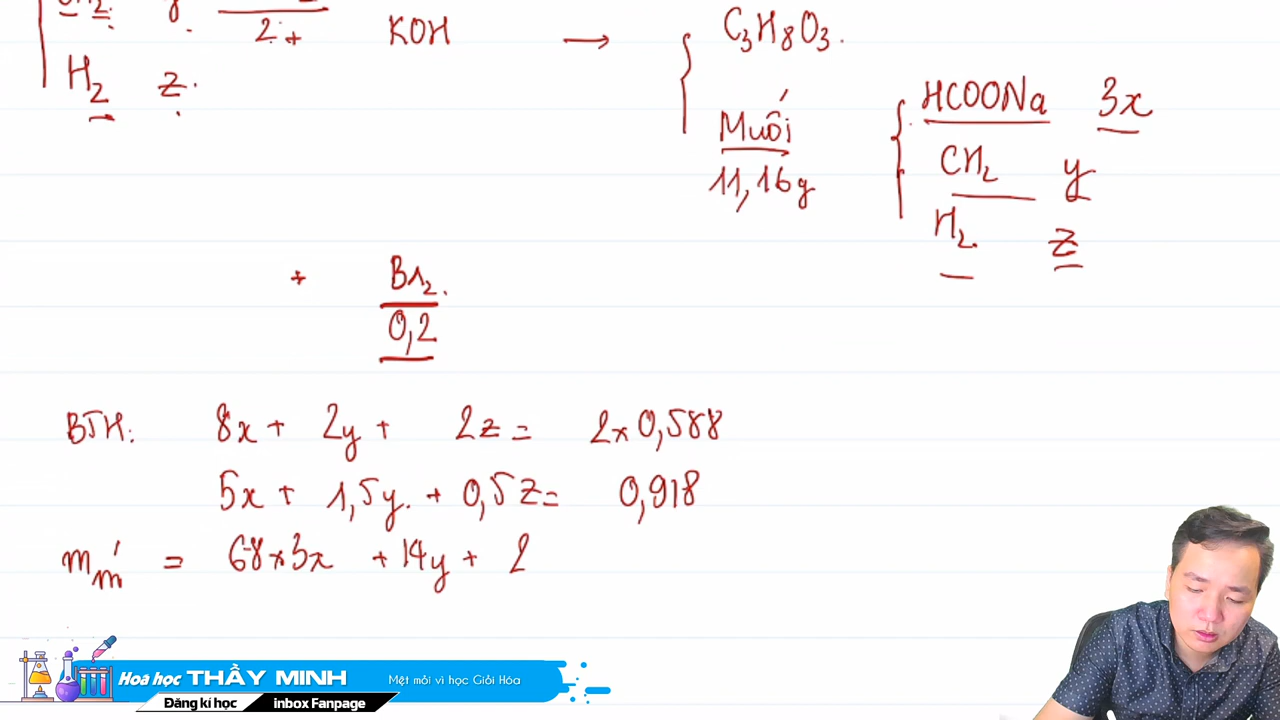 2 + KOH → C₃H₈O₃.
H₂ z.
Muối
11,16g
HCOONa 3x
CH₂ y
H₂. z
+ Br₂.
0,2
BTH: 8x + 2y + 2z = 2x0,588
5x + 1,5y. + 0,5z = 0,918
mm' = 68x3x + 14y + 2
Hoá học THẦY MINH
Mệt mỏi vì học Giỏi Hóa
Đăng kí học
inbox Fanpage